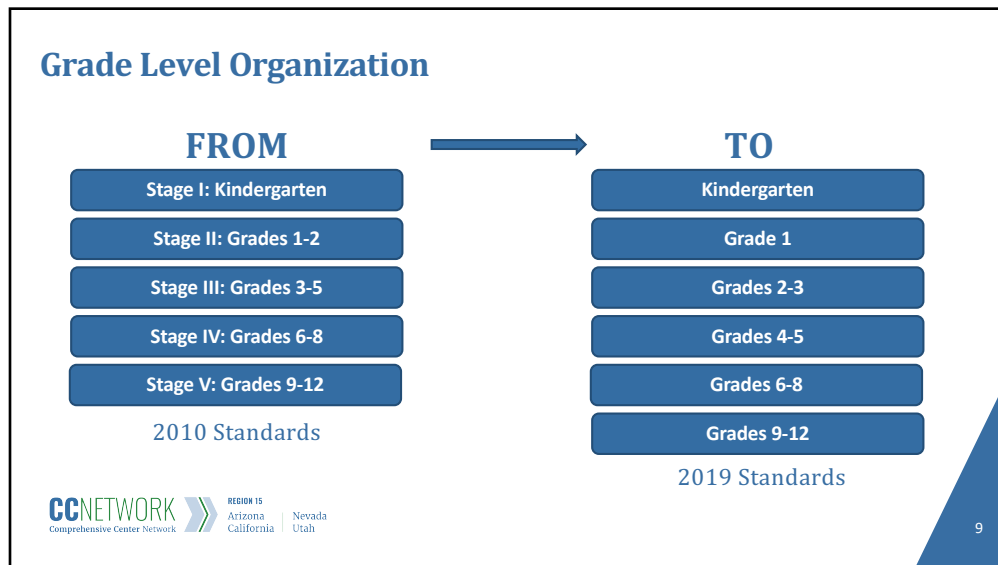 Grade Level Organization
FROM
Stage I: Kindergarten
Stage II: Grades 1-2
Stage III: Grades 3-5
Stage IV: Grades 6-8
Stage V: Grades 9-12
2010 Standards
TO
Kindergarten
Grade 1
Grades 2-3
Grades 4-5
Grades 6-8
Grades 9-12
2019 Standards
CCNETWORK
Comprehensive Center Network
REGION 15
Arizona
California
Nevada
Utah
9